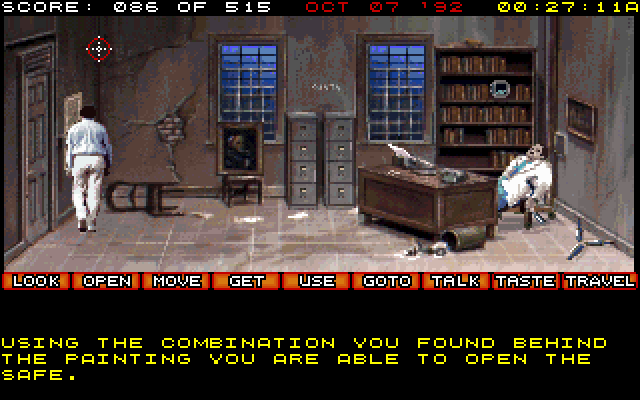 SCORE: 086 OF 515 OCT 07 '92 00:27:11A
LOOK OPEN MOVE GET USE GOTO TALK TASTE TRAVEL
USING THE COMBINATION YOU FOUND BEHIND
THE PAINTING YOU ARE ABLE TO OPEN THE
SAFE.